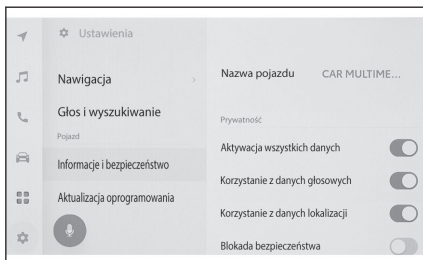 Ustawienia
Nawigacja
Głos i wyszukiwanie
Pojazd
Informacje i bezpieczeństwo
Aktualizacja oprogramowania
Nazwa pojazdu CAR MULTIME...
Prywatność
Aktywacja wszystkich danych
Korzystanie z danych głosowych
Korzystanie z danych lokalizacji
Blokada bezpieczeństwa